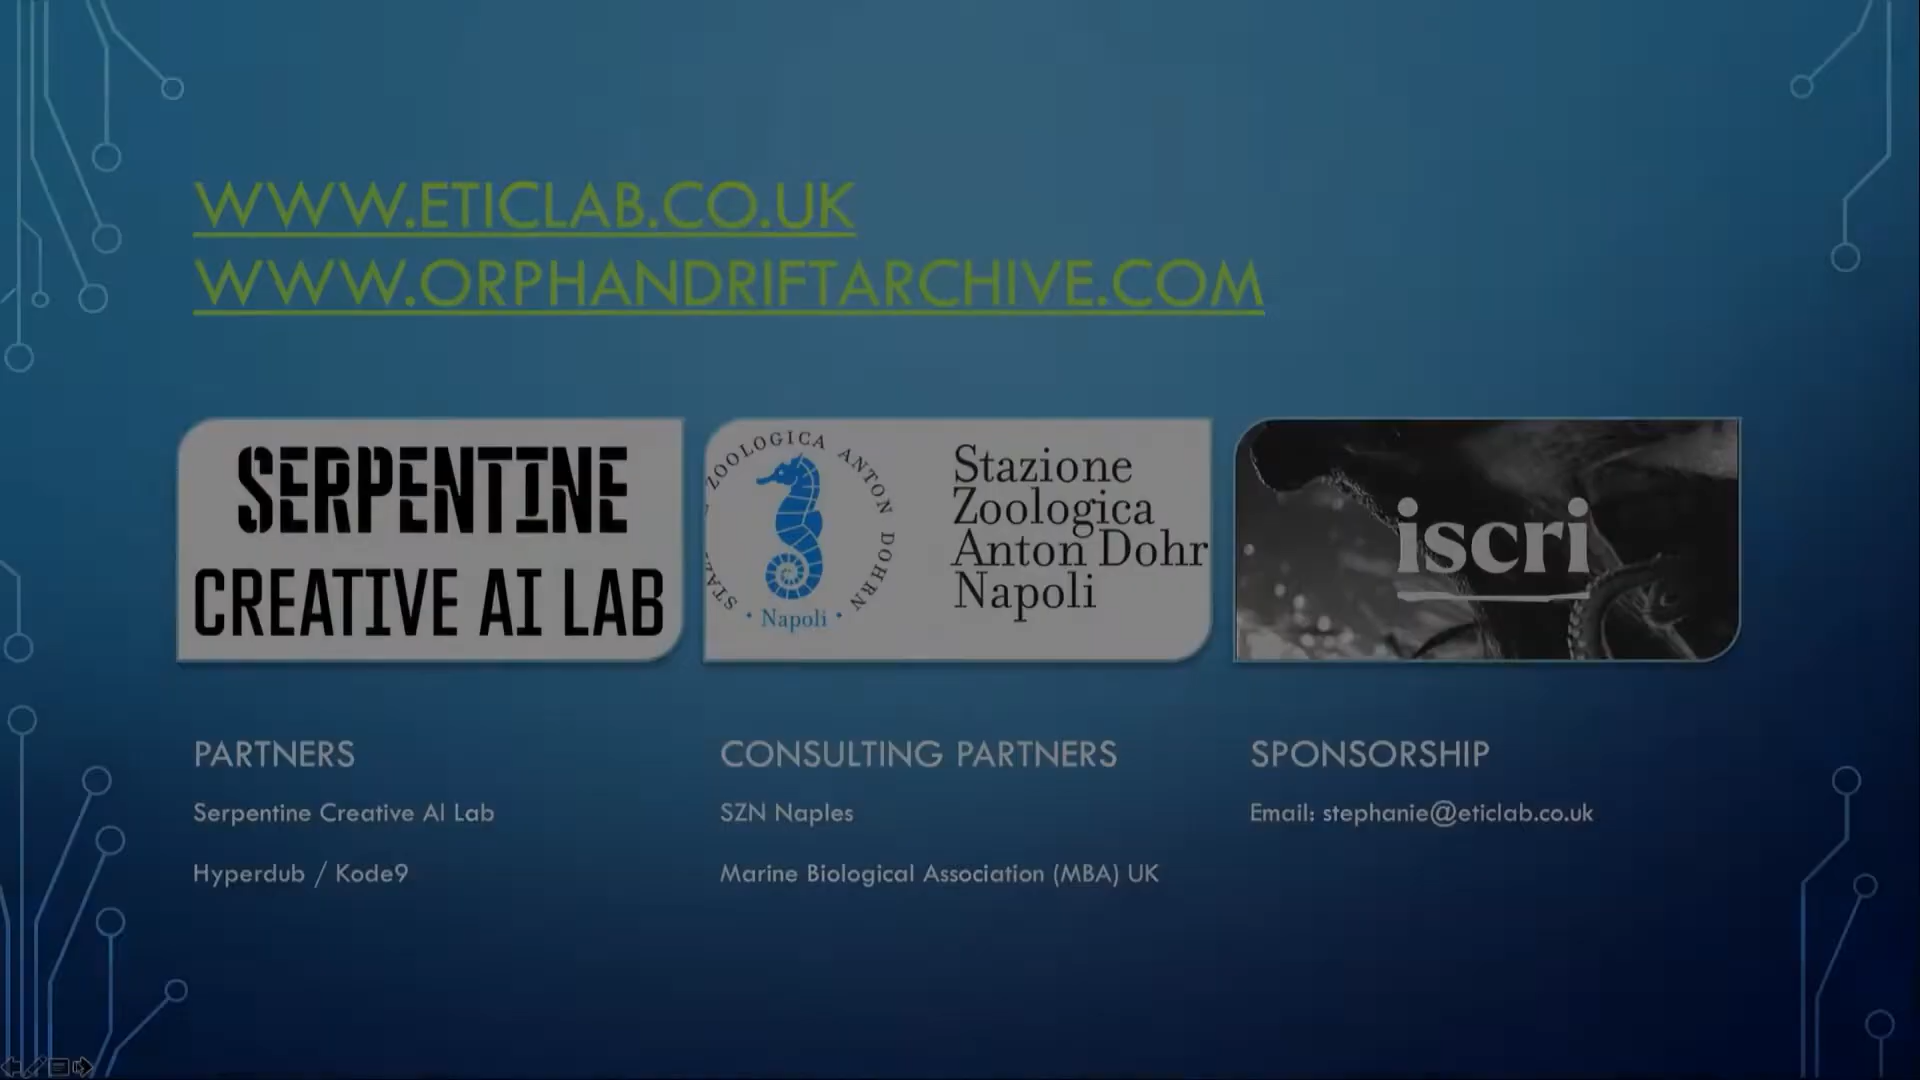 WWW.ETICLAB.CO.UK
WWW.ORPHANDRIFTARCHIVE.COM
SERPENTINE
CREATIVE AI LAB
ZOOLOGICA ANTON DOHRN
STAZ
• Napoli •
Stazione
Zoologica
Anton Dohr
Napoli
iscri
PARTNERS
Serpentine Creative AI Lab
Hyperdub / Kode9
CONSULTING PARTNERS
SZN Naples
Marine Biological Association (MBA) UK
SPONSORSHIP
Email: stephanie@eticlab.co.uk